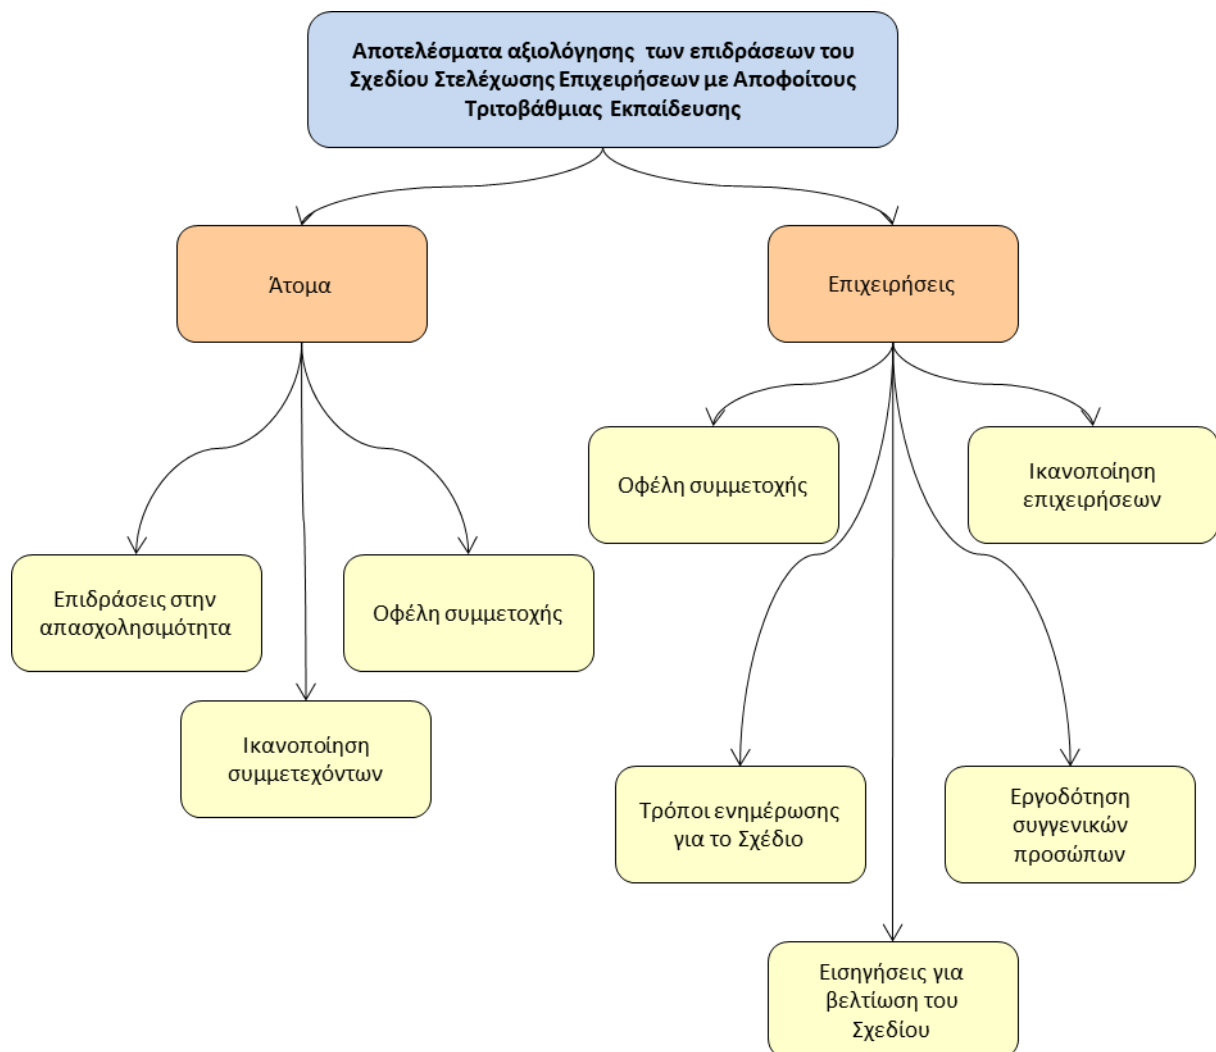 Αποτελέσματα αξιολόγησης των επιδράσεων του
Σχεδίου Στελέχωσης Επιχειρήσεων με Αποφοίτους
Τριτοβάθμιας Εκπαίδευσης
Άτομα
Επιχειρήσεις
Οφέλη συμμετοχής
Ικανοποίηση
επιχειρήσεων
Επιδράσεις στην
απασχολησιμότητα
Οφέλη συμμετοχής
Ικανοποίηση
συμμετεχόντων
Τρόποι ενημέρωσης
για το Σχέδιο
Εργοδότηση
συγγενικών
προσώπων
Εισηγήσεις για
βελτίωση του
Σχεδίου